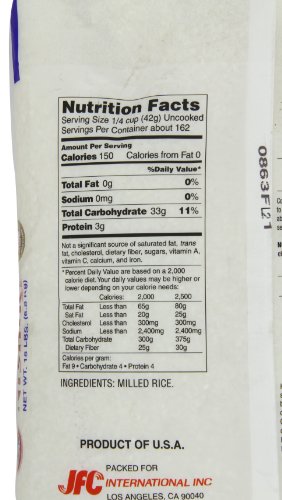 Nutrition Facts
Serving Size 1/4 cup (42g) Uncooked
Servings Per Container about 162
Amount Per Serving
Calories 150 Calories from Fat 0
%Daily Value*
Total Fat 0g 0%
Sodium 0mg 0%
Total Carbohydrate 33g 11%
Protein 3g
Not a significant source of saturated fat, trans
fat, cholesterol, dietary fiber, sugars, vitamin A,
vitamin C, calcium, and iron.
*Percent Daily Value are based on a 2,000
calorie diet. Your daily values may be higher or
lower depending on your calorie needs:
Calories: 2,000 2,500
Total Fat Less than 65g 80g
Sat Fat Less than 20g 25g
Cholesterol Less than 300mg 300mg
Sodium Less than 2,400mg 2,400mg
Total Carbohydrate 300g 375g
Dietary Fiber 25g 30g
Calories per gram:
Fat 9 • Carbohydrate 4 • Protein 4
INGREDIENTS: MILLED RICE.
PRODUCT OF U.S.A.
PACKED FOR
JFC INTERNATIONAL INC
LOS ANGELES, CA 90040
NET WT. 15 LBS.
0863F